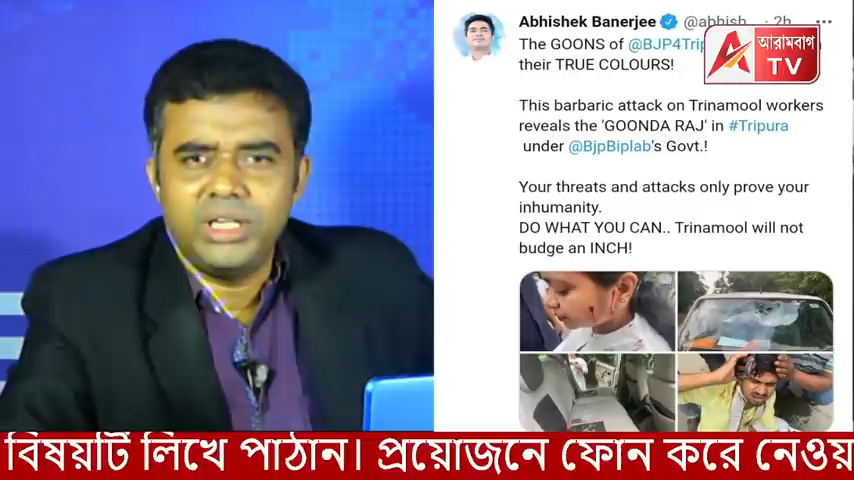 Abhishek Banerjee @abhish... · 2h
The GOONS of @BJP4Trip
their TRUE COLOURS!
This barbaric attack on Trinamool workers
reveals the 'GOONDA RAJ' in #Tripura
under @BjpBiplab's Govt.!
Your threats and attacks only prove your
inhumanity.
DO WHAT YOU CAN.. Trinamool will not
budge an INCH!
আরামবাগ
TV
বিষয়টি লিখে পাঠান। প্রয়োজনে ফোন করে নেওয়